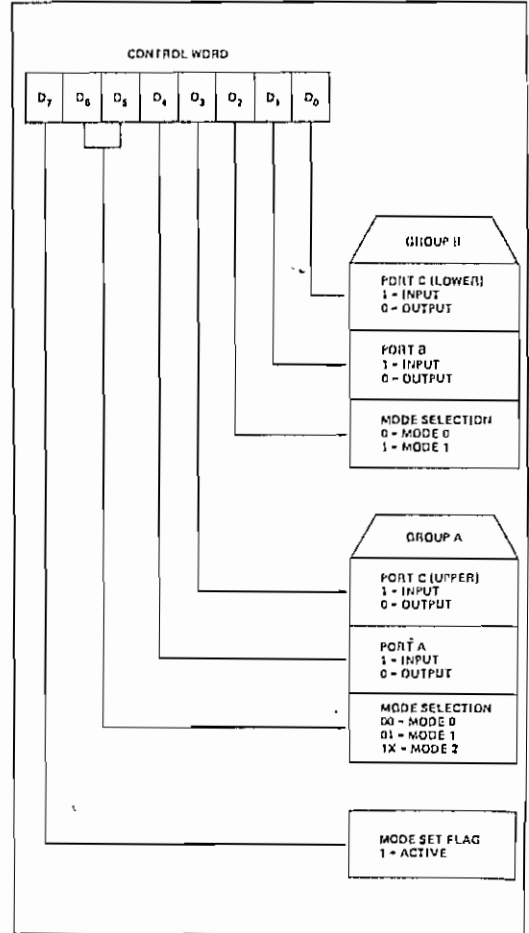 CONTROL WORD
D7 D6 D5 D4 D3 D2 D1 D0
GROUP B
PORT C (LOWER)
1 = INPUT
0 = OUTPUT
PORT B
1 = INPUT
0 = OUTPUT
MODE SELECTION
0 = MODE 0
1 = MODE 1
GROUP A
PORT C (UPPER)
1 = INPUT
0 = OUTPUT
PORT A
1 = INPUT
0 = OUTPUT
MODE SELECTION
00 = MODE 0
01 = MODE 1
1X = MODE 2
MODE SET FLAG
1 = ACTIVE